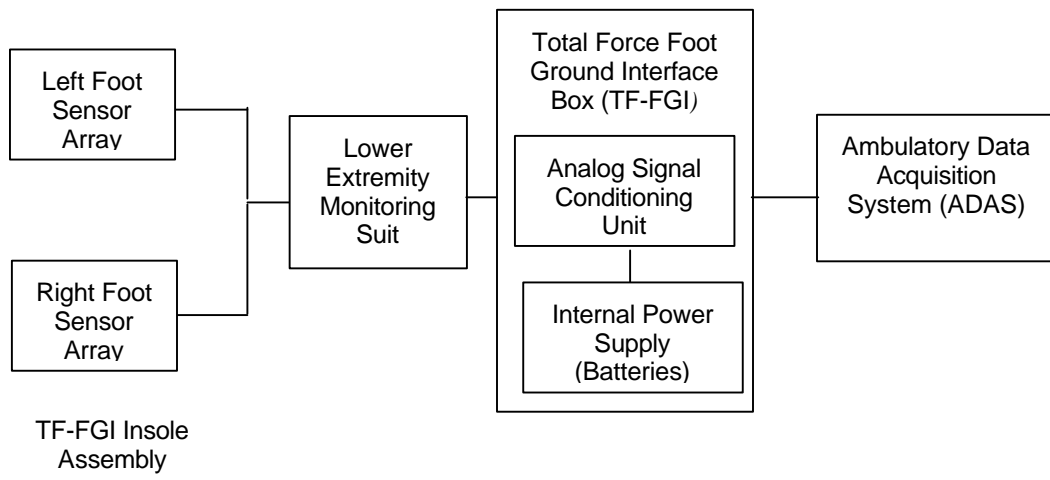 Left Foot
Sensor
Array
Right Foot
Sensor
Array
TF-FGI Insole
Assembly
Lower
Extremity
Monitoring
Suit
Total Force Foot
Ground Interface
Box (TF-FGI)
Analog Signal
Conditioning
Unit
Internal Power
Supply
(Batteries)
Ambulatory Data
Acquisition
System (ADAS)